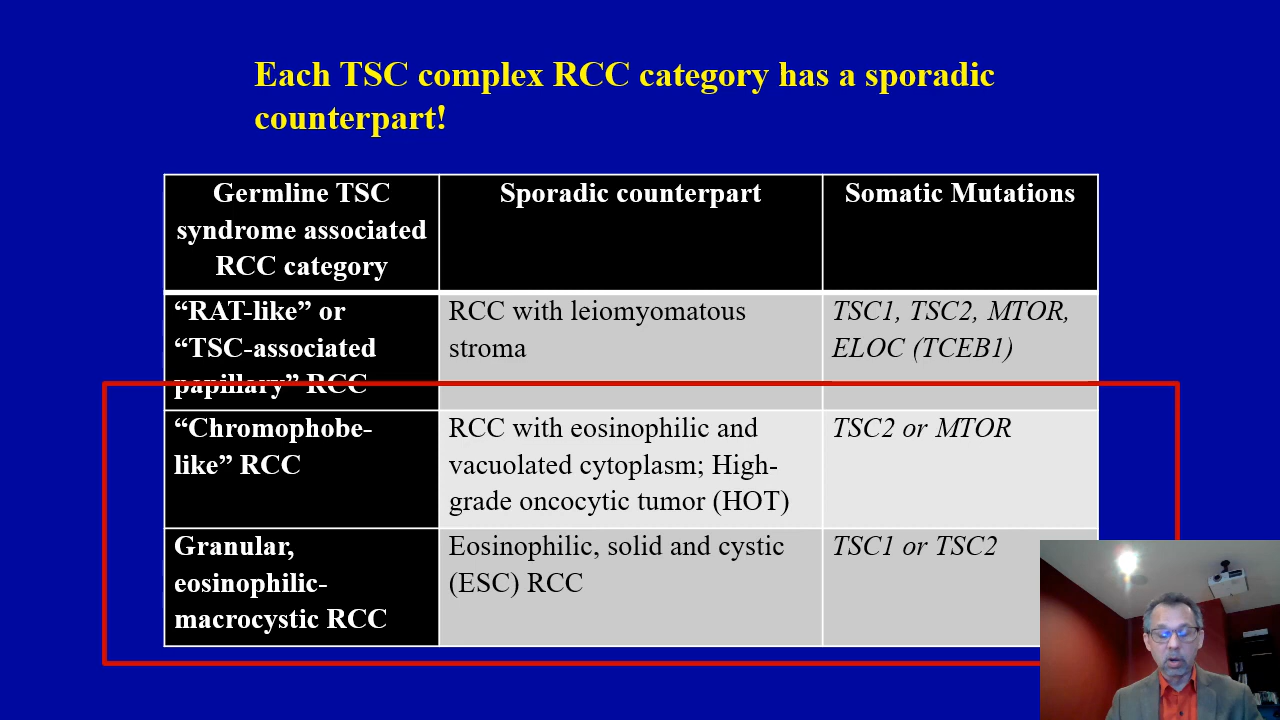 Each TSC complex RCC category has a sporadic
counterpart!
Germline TSC
syndrome associated
RCC category
Sporadic counterpart
Somatic Mutations
“RAT-like” or
“TSC-associated
papillary” RCC
RCC with leiomyomatous
stroma
TSC1, TSC2, MTOR,
ELOC (TCEB1)
“Chromophobe-
like” RCC
RCC with eosinophilic and
vacuolated cytoplasm; High-
grade oncocytic tumor (HOT)
TSC2 or MTOR
Granular,
eosinophilic-
macrocystic RCC
Eosinophilic, solid and cystic
(ESC) RCC
TSC1 or TSC2